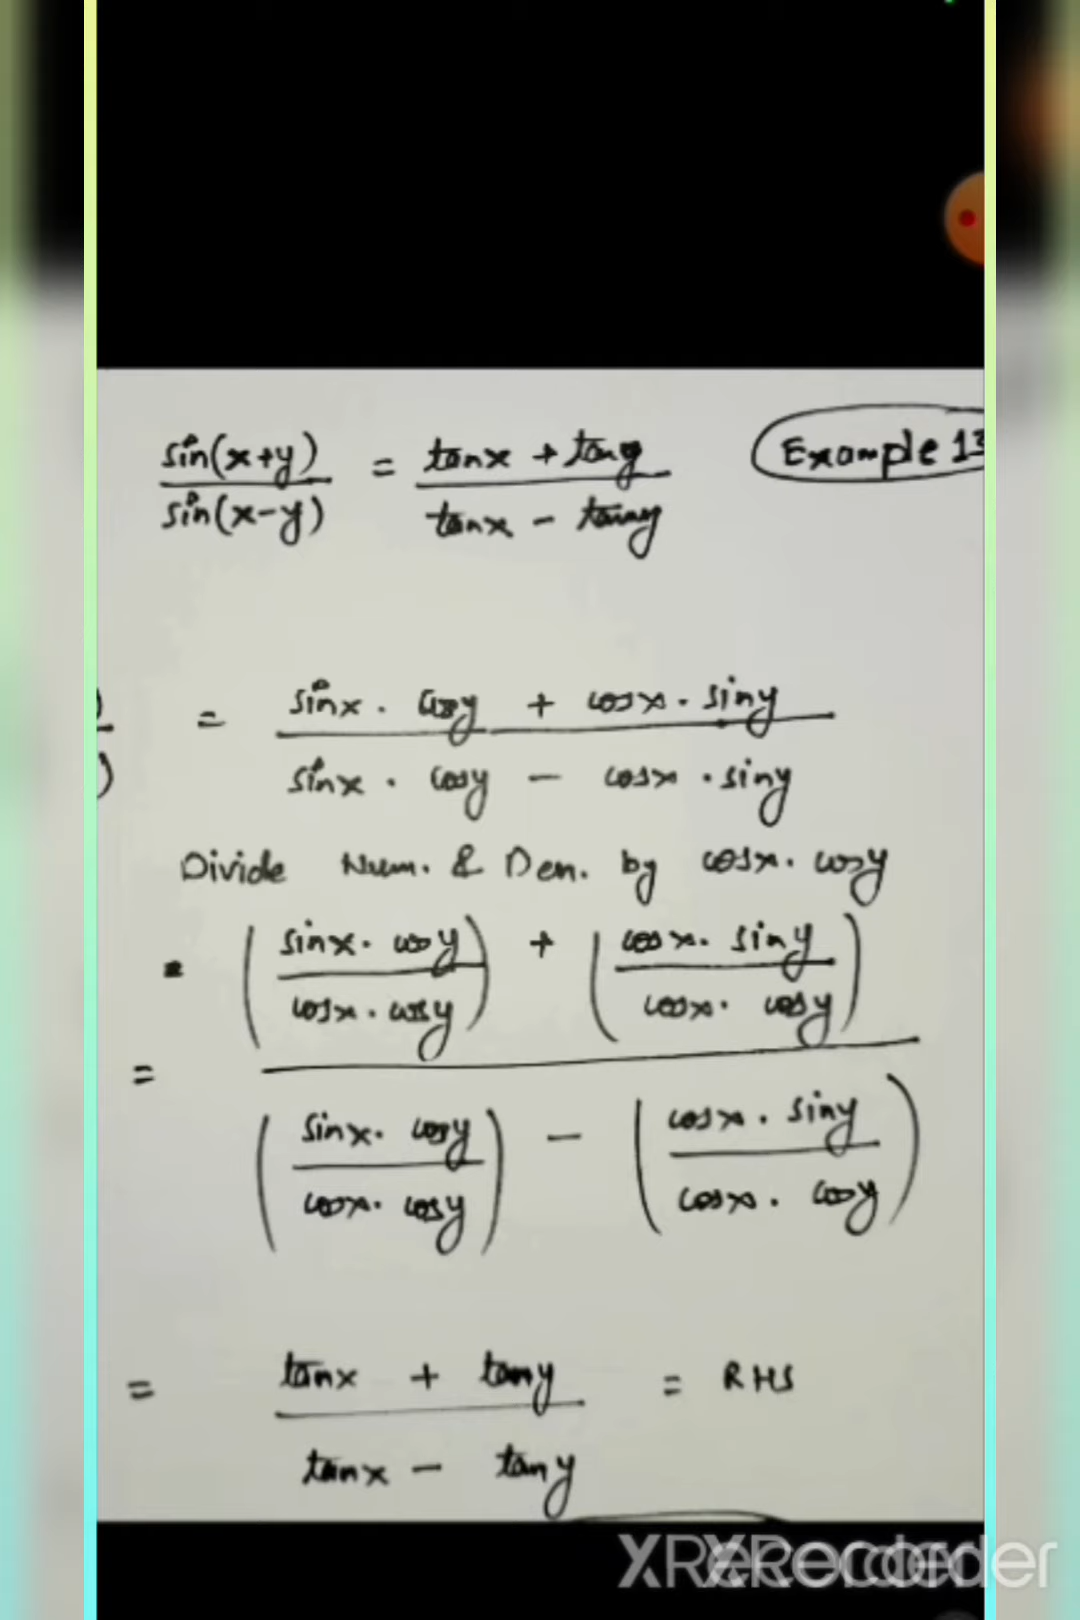 sin(x+y) / sin(x-y) = tanx + tany / tanx - tany
Example 13
) / ) = sinx . cosy + cosx . siny / sinx . cosy - cosx . siny
Divide Num. & Den. by cosx . cosy
= (sinx . cosy / cosx . cosy) + (cosx . siny / cosx . cosy) / (sinx . cosy / cosx . cosy) - (cosx . siny / cosx . cosy)
= tanx + tany / tanx - tany = RHS